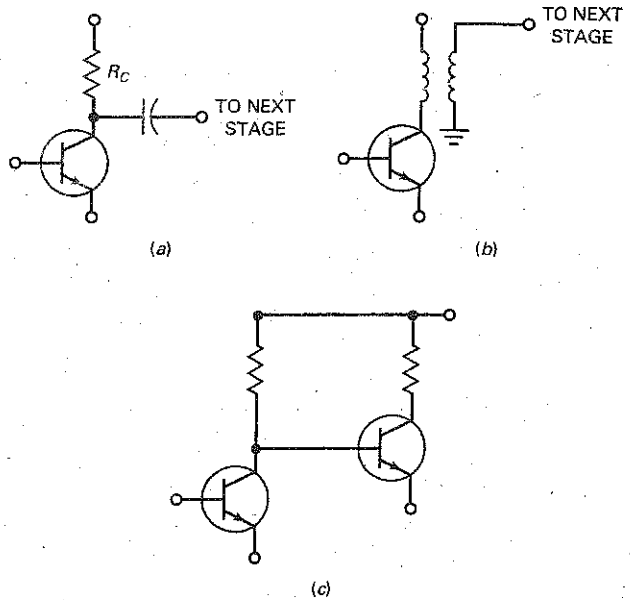 TO NEXT
STAGE
R_C
TO NEXT
STAGE
(a)
(b)
(c)